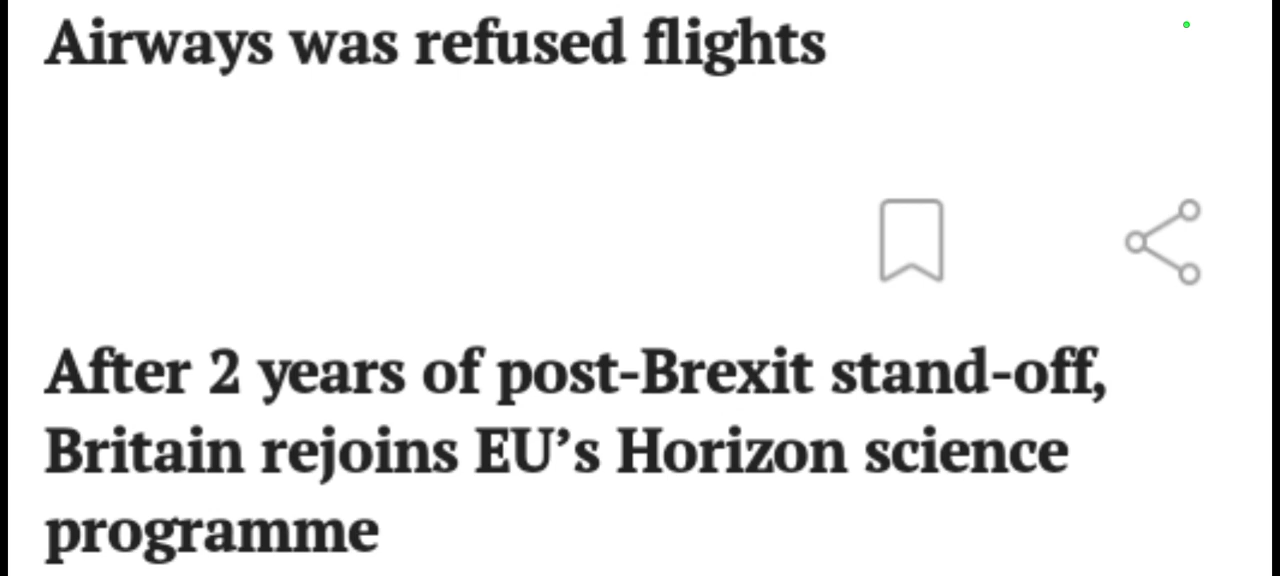 Airways was refused flights
After 2 years of post-Brexit stand-off,
Britain rejoins EU’s Horizon science
programme